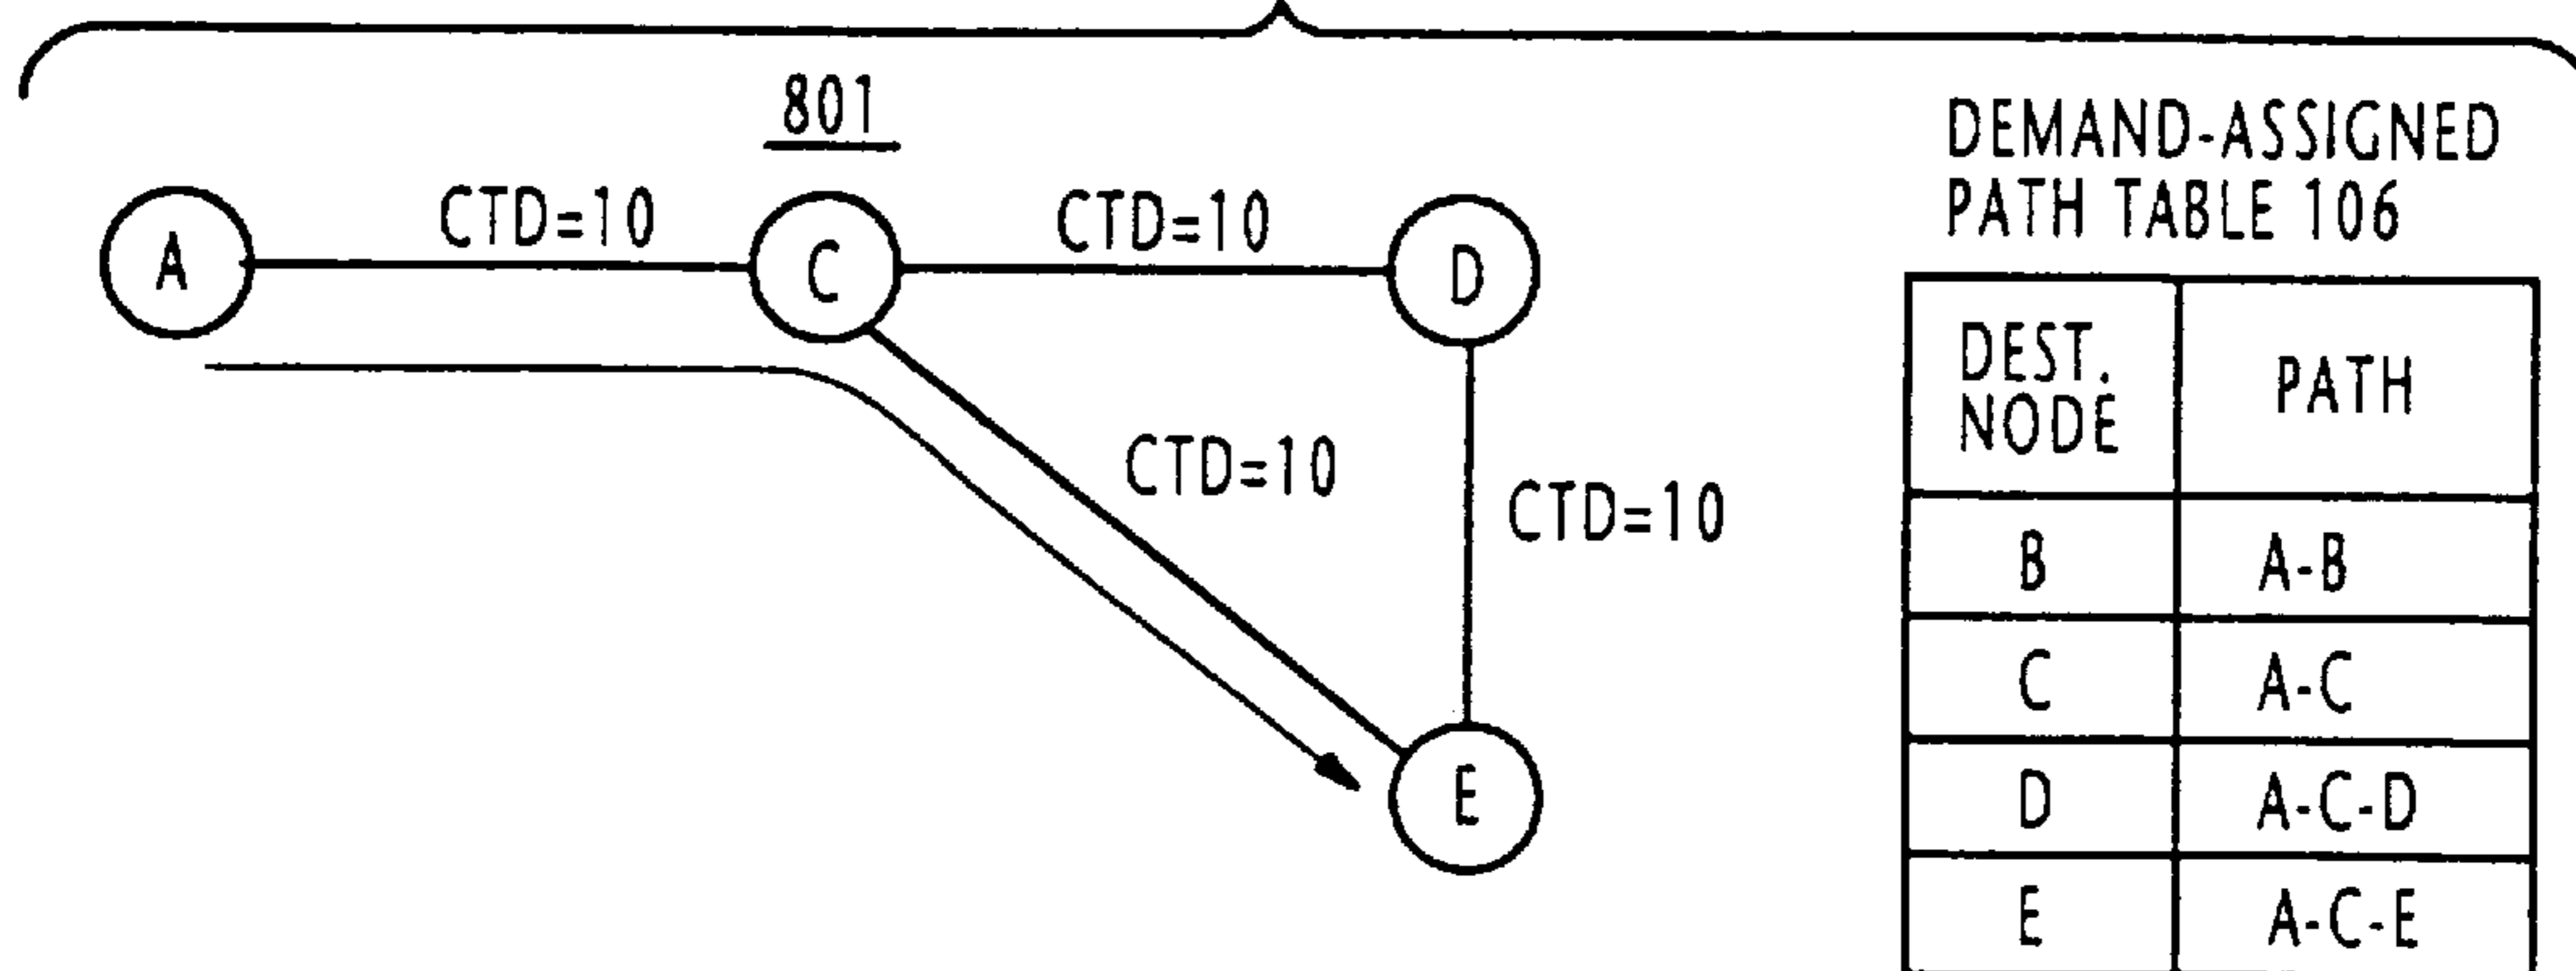 801
A
CTD=10
C
CTD=10
D
CTD=10
CTD=10
E
DEMAND-ASSIGNED
PATH TABLE 106
DEST.
NODE
PATH
B
A-B
C
A-C
D
A-C-D
E
A-C-E